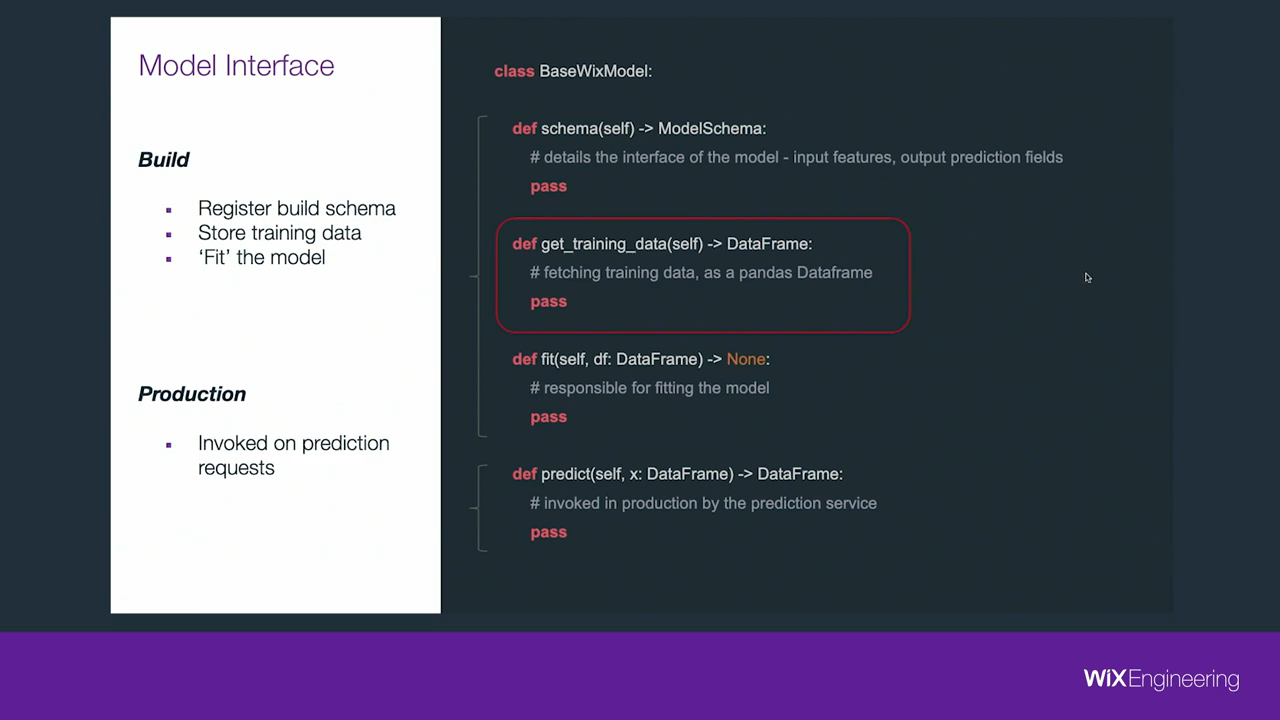 Model Interface
Build
▪ Register build schema
▪ Store training data
▪ ‘Fit’ the model
Production
▪ Invoked on prediction
requests
class BaseWixModel:
def schema(self) -> ModelSchema:
# details the interface of the model - input features, output prediction fields
pass
def get_training_data(self) -> DataFrame:
# fetching training data, as a pandas Dataframe
pass
def fit(self, df: DataFrame) -> None:
# responsible for fitting the model
pass
def predict(self, x: DataFrame) -> DataFrame:
# invoked in production by the prediction service
pass
WiXEngineering